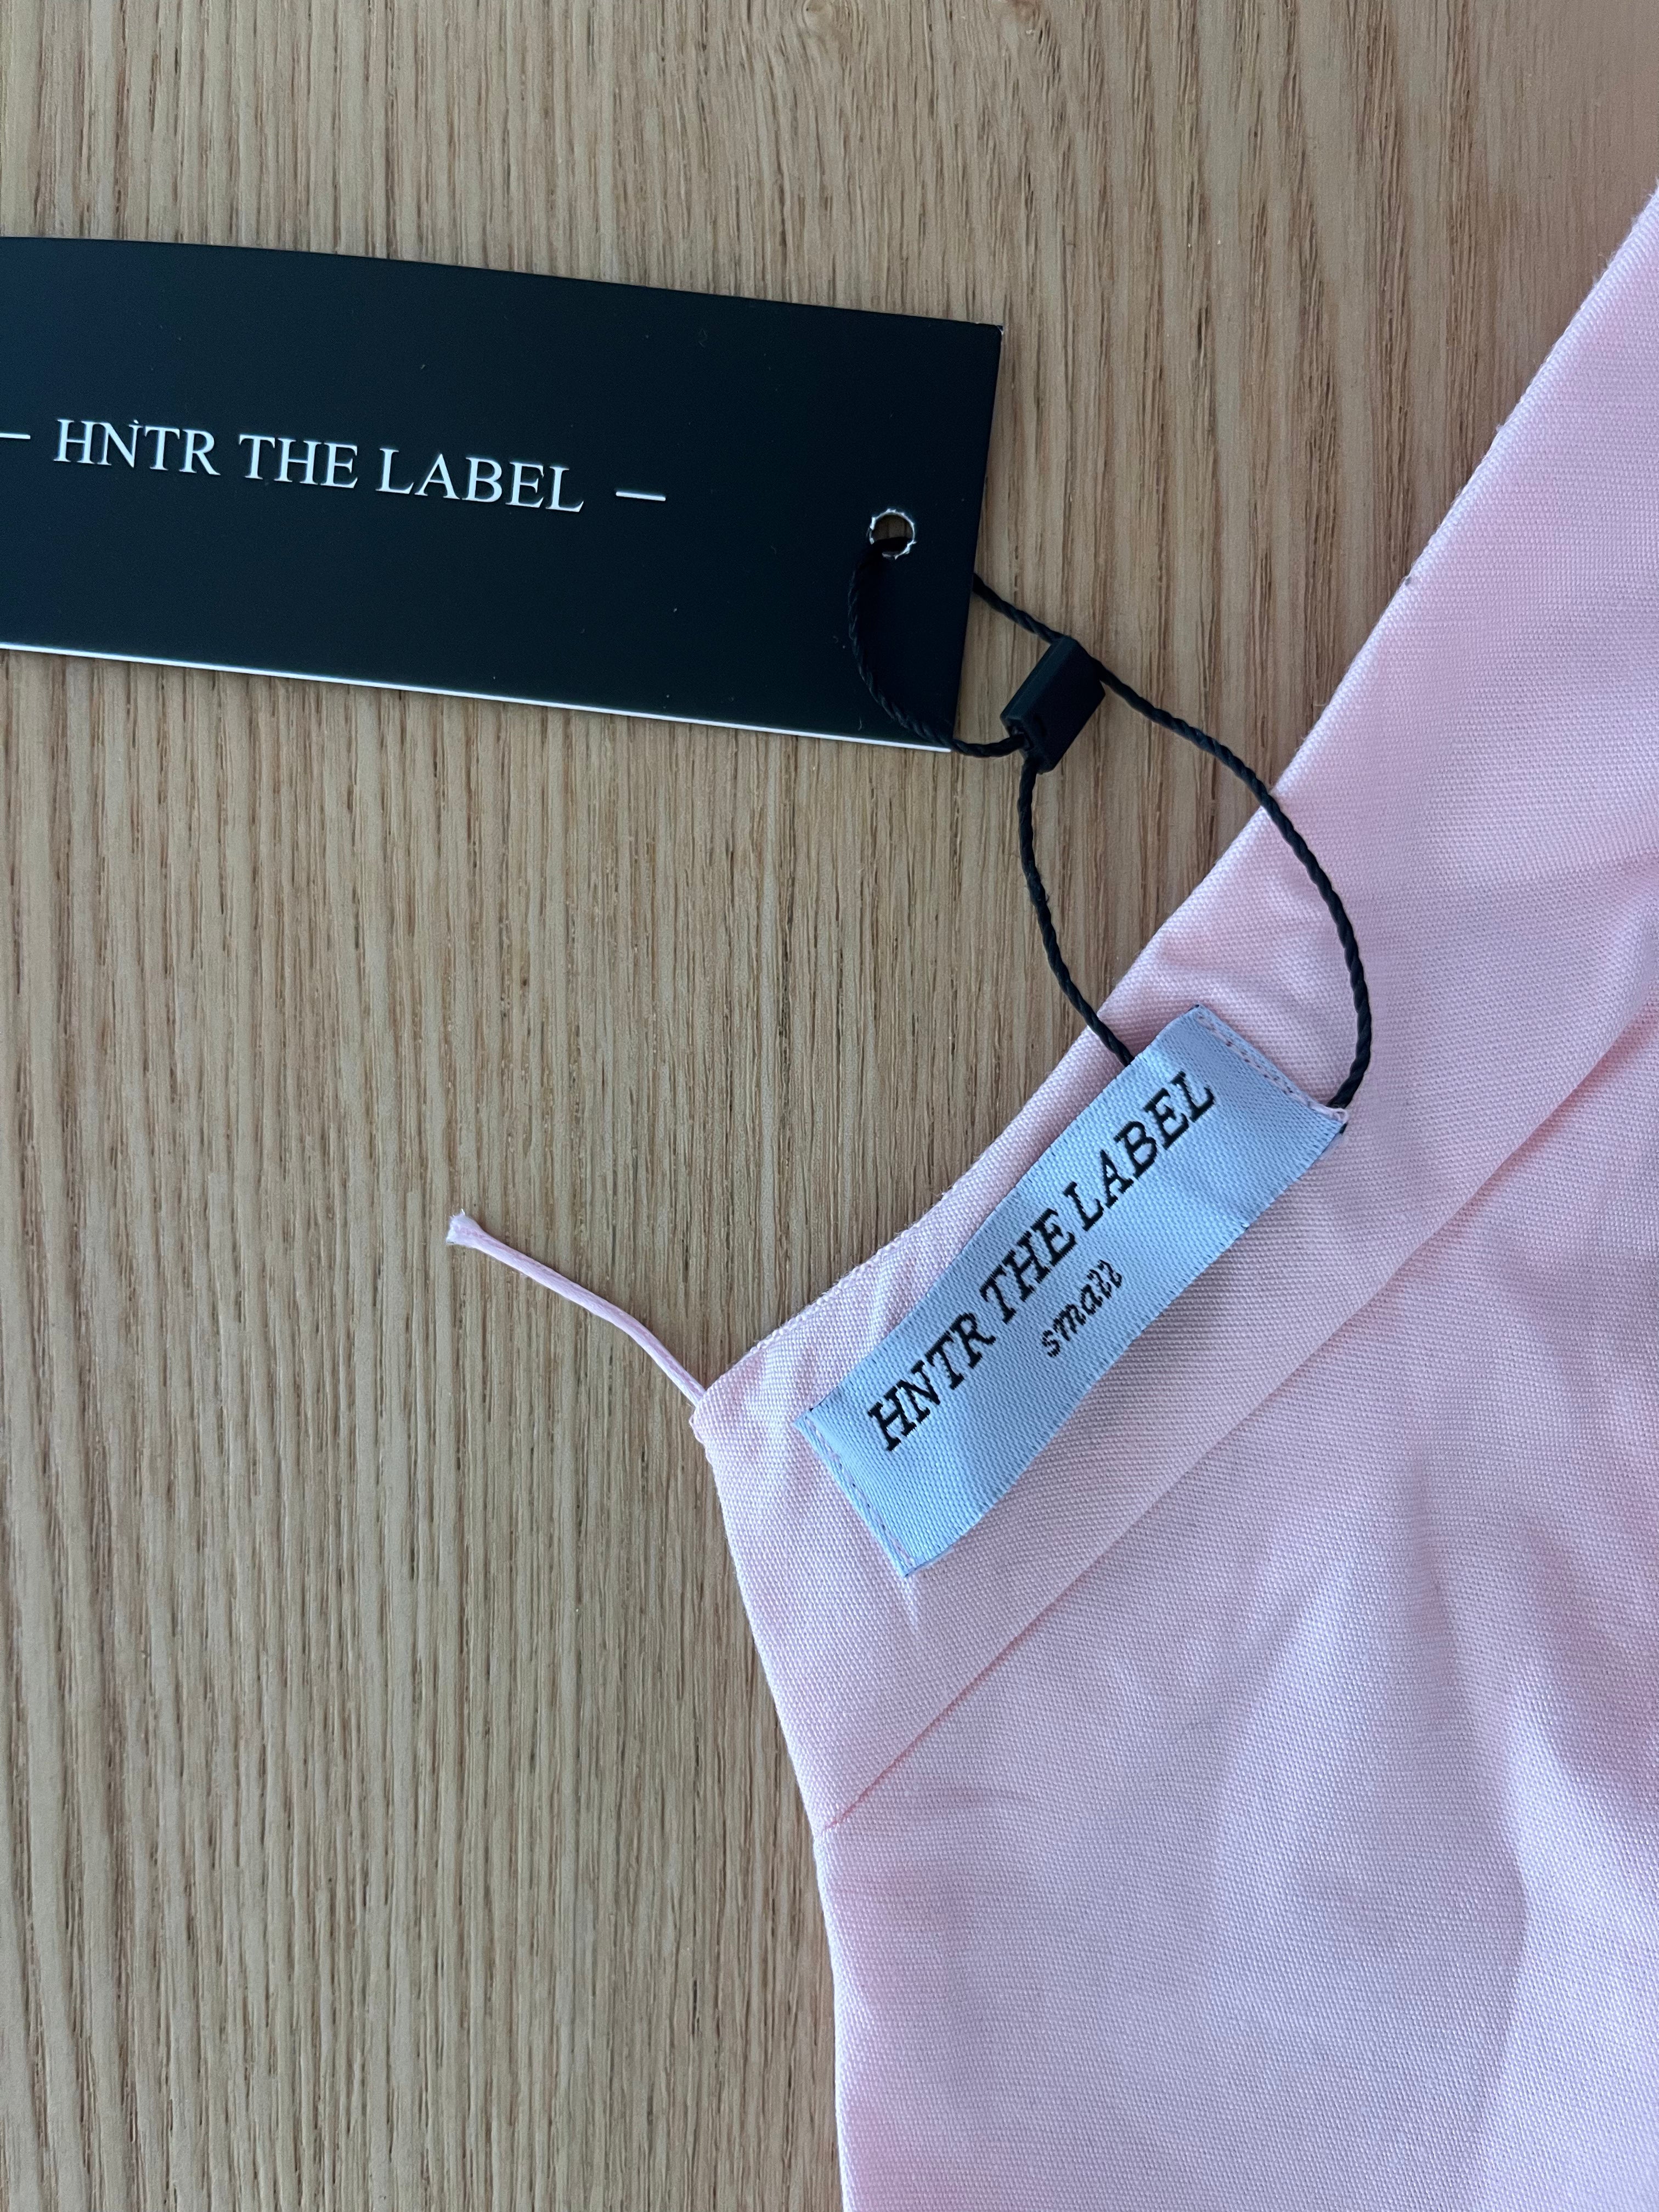 — HNTR THE LABEL —
HNTR THE LABEL
small